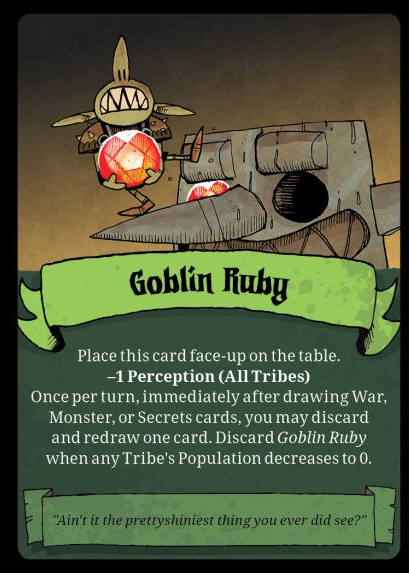 Goblin Ruby
Place this card face-up on the table.
–1 Perception (All Tribes)
Once per turn, immediately after drawing War,
Monster, or Secrets cards, you may discard
and redraw one card. Discard Goblin Ruby
when any Tribe's Population decreases to 0.
"Ain't it the prettyshiniest thing you ever did see?"